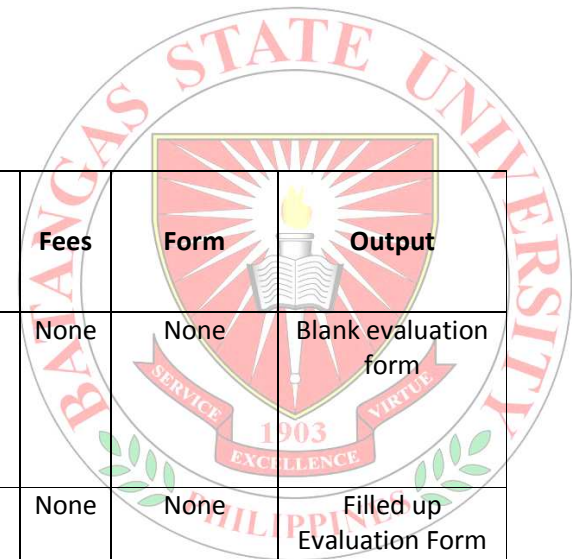 BATANGAS STATE UNIVERSITY
Fees Form Output
None None Blank evaluation
form
SERVICE VIRTUE
1903
EXCELLENCE
None None Filled up
Evaluation Form
PHILIPPINES